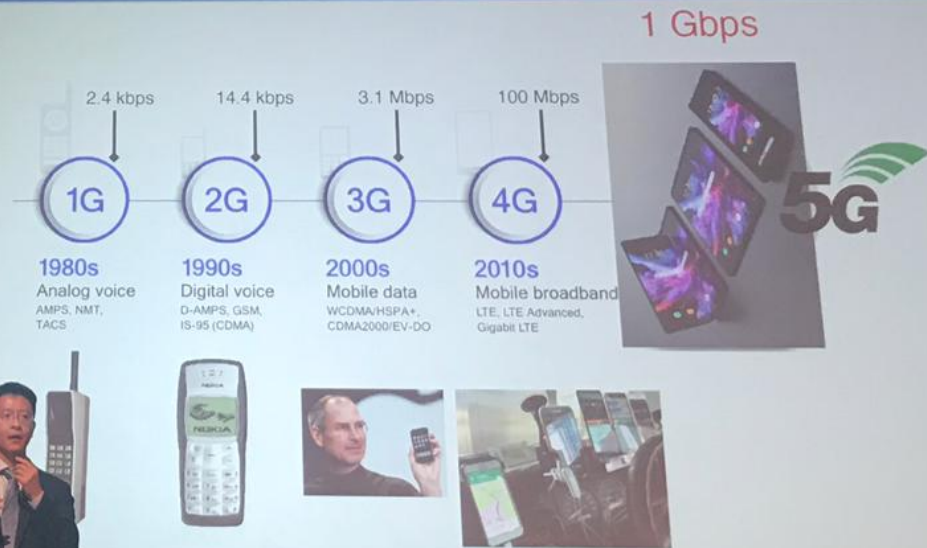 1 Gbps
2.4 kbps
14.4 kbps
3.1 Mbps
100 Mbps
1G
2G
3G
4G
5G
1980s
Analog voice
AMPS, NMT,
TACS
1990s
Digital voice
D-AMPS, GSM,
IS-95 (CDMA)
2000s
Mobile data
WCDMA/HSPA+,
CDMA2000/EV-DO
2010s
Mobile broadband
LTE, LTE Advanced,
Gigabit LTE
NOKIA
NOKIA